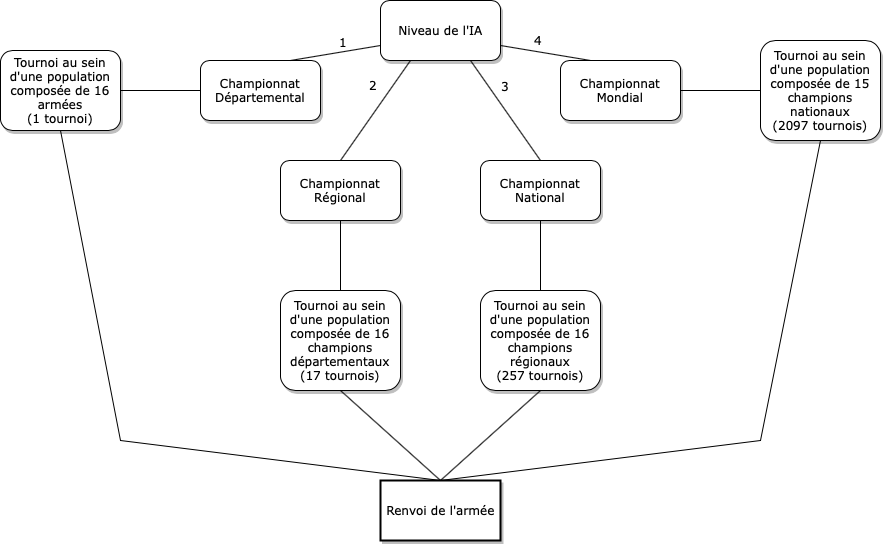 Niveau de l'IA
1
2
3
4
Tournoi au sein
d'une population
composée de 16
armées
(1 tournoi)
Championnat
Départemental
Championnat
Mondial
Tournoi au sein
d'une population
composée de 15
champions
nationaux
(2097 tournois)
Championnat
Régional
Championnat
National
Tournoi au sein
d'une population
composée de 16
champions
départementaux
(17 tournois)
Tournoi au sein
d'une population
composée de 16
champions
régionaux
(257 tournois)
Renvoi de l'armée